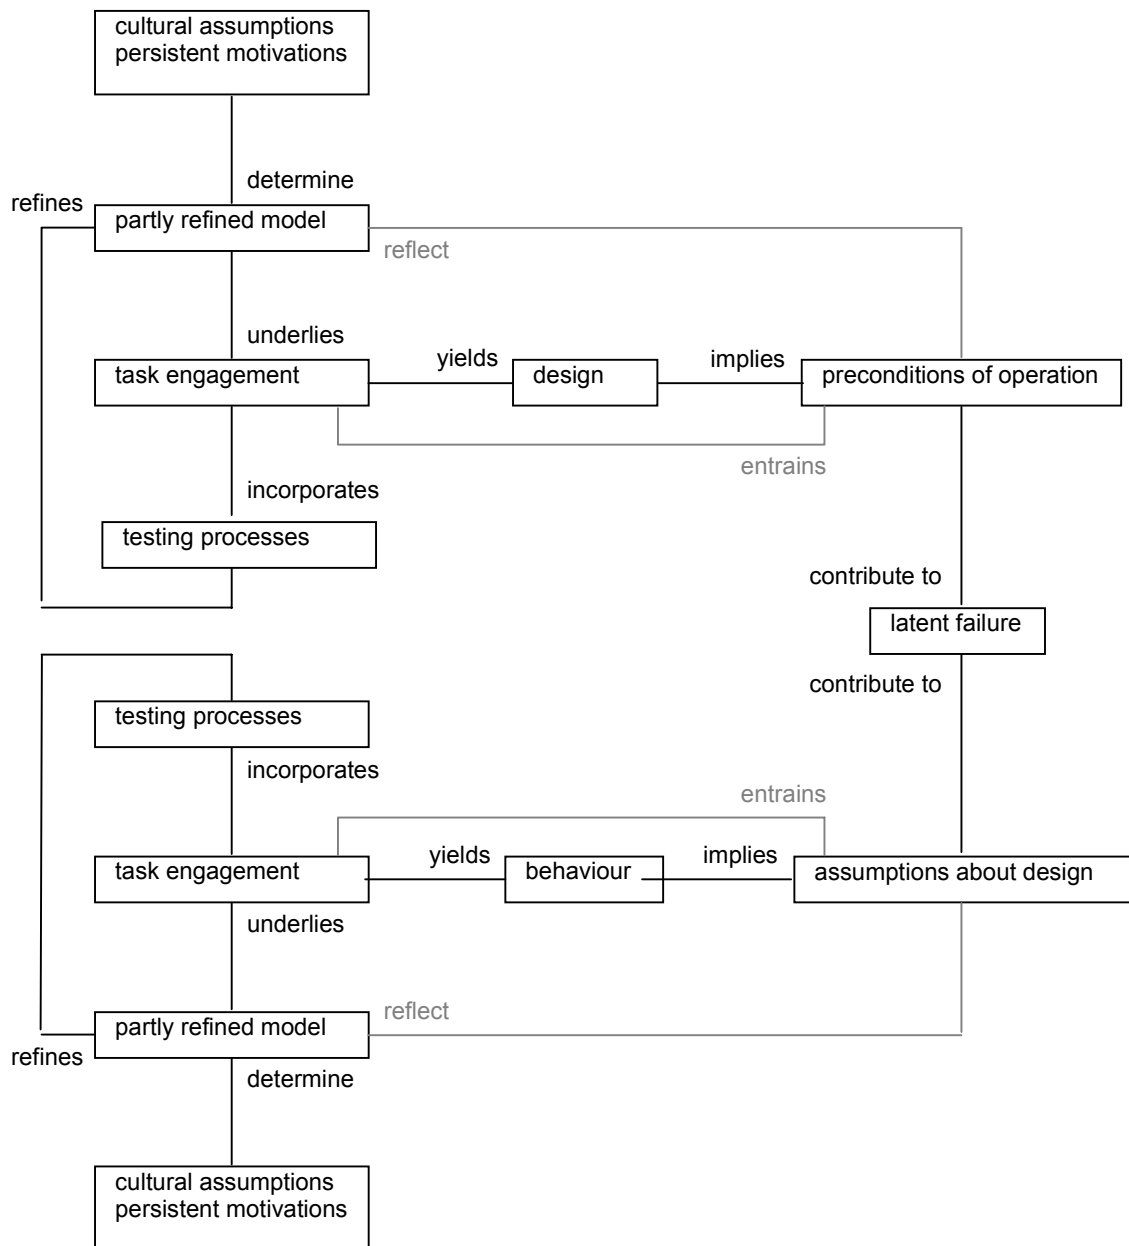 cultural assumptions
persistent motivations
determine
refines
partly refined model
reflect
underlies
yields
implies
task engagement
design
preconditions of operation
entrains
incorporates
testing processes
contribute to
latent failure
contribute to
testing processes
incorporates
entrains
yields
implies
task engagement
behaviour
assumptions about design
underlies
reflect
partly refined model
refines
determine
cultural assumptions
persistent motivations